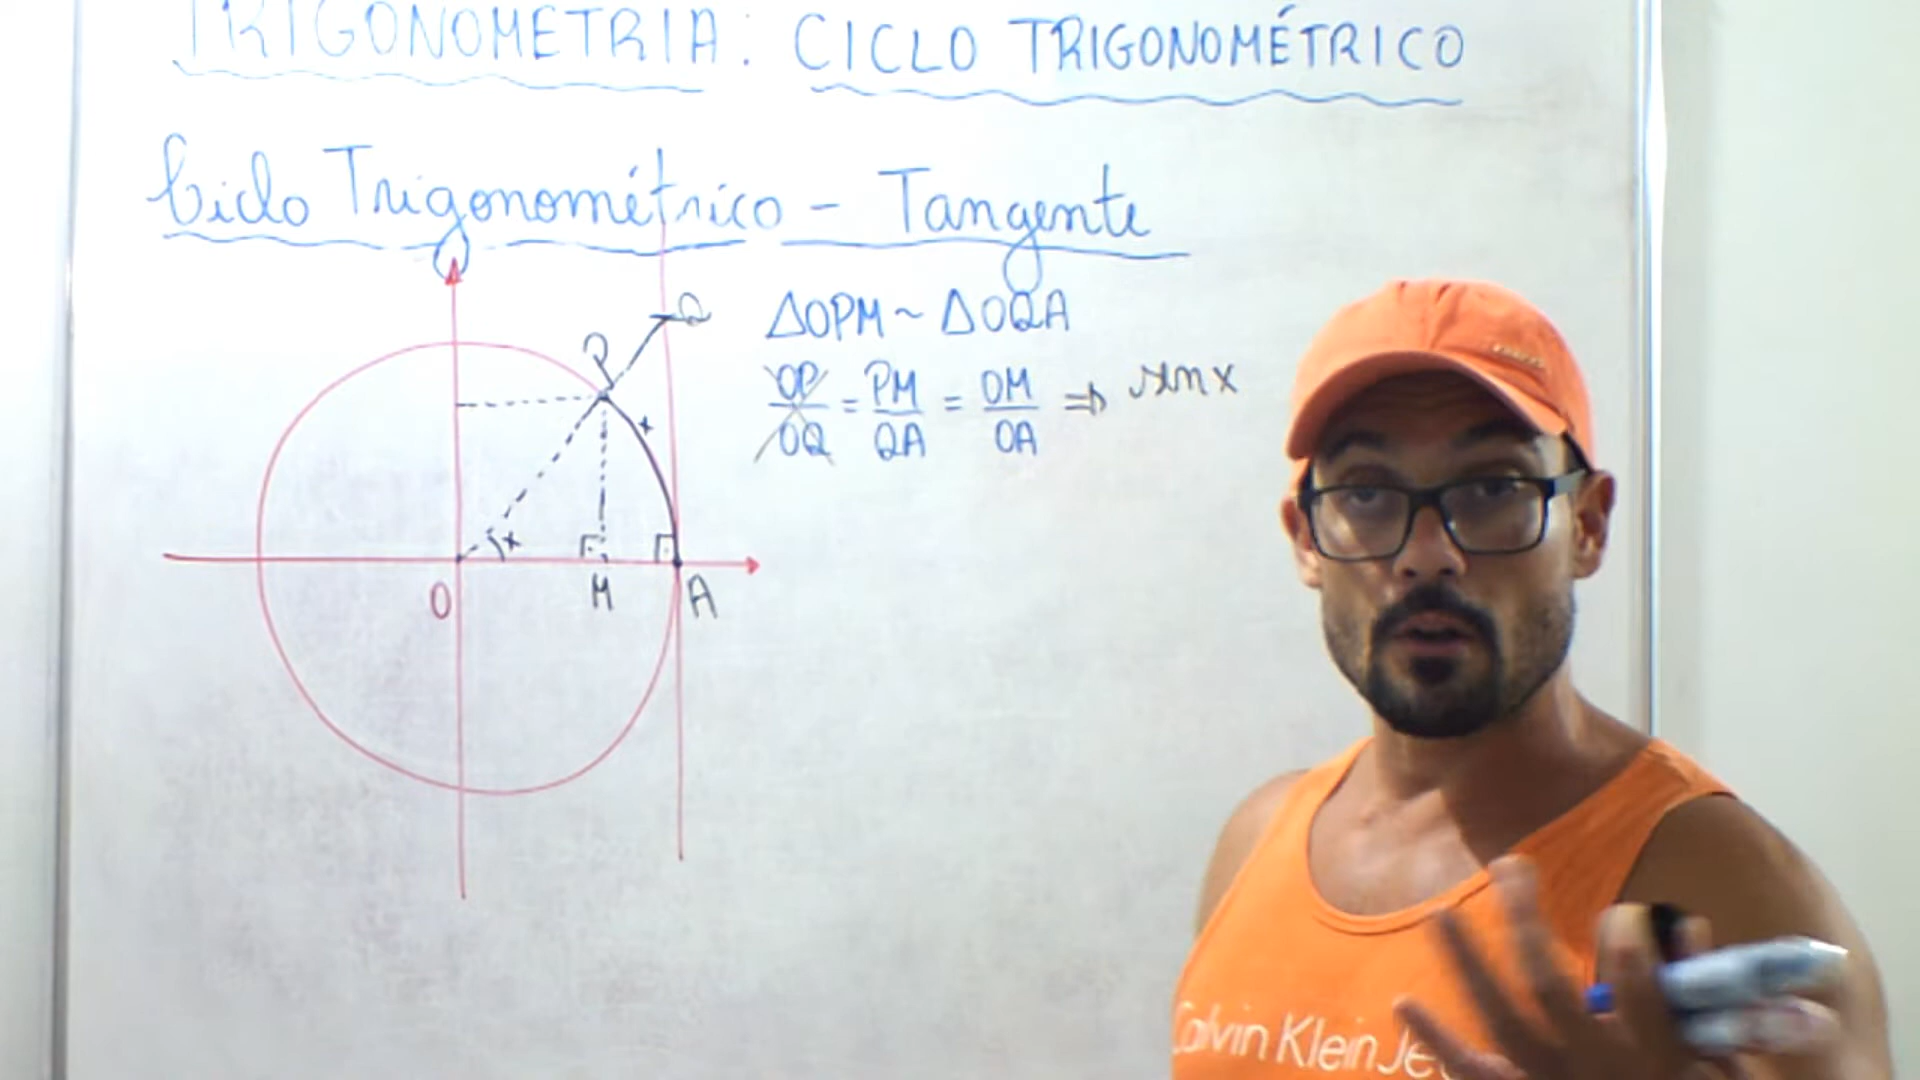 TRIGONOMETRIA: CICLO TRIGONOMÉTRICO
Ciclo Trigonométrico - Tangente
Q
P
x
x
O
M
A
ΔOPM ~ ΔOQA
OP/OQ = PM/QA = OM/OA ⇒ sen x
Calvin Klein Je